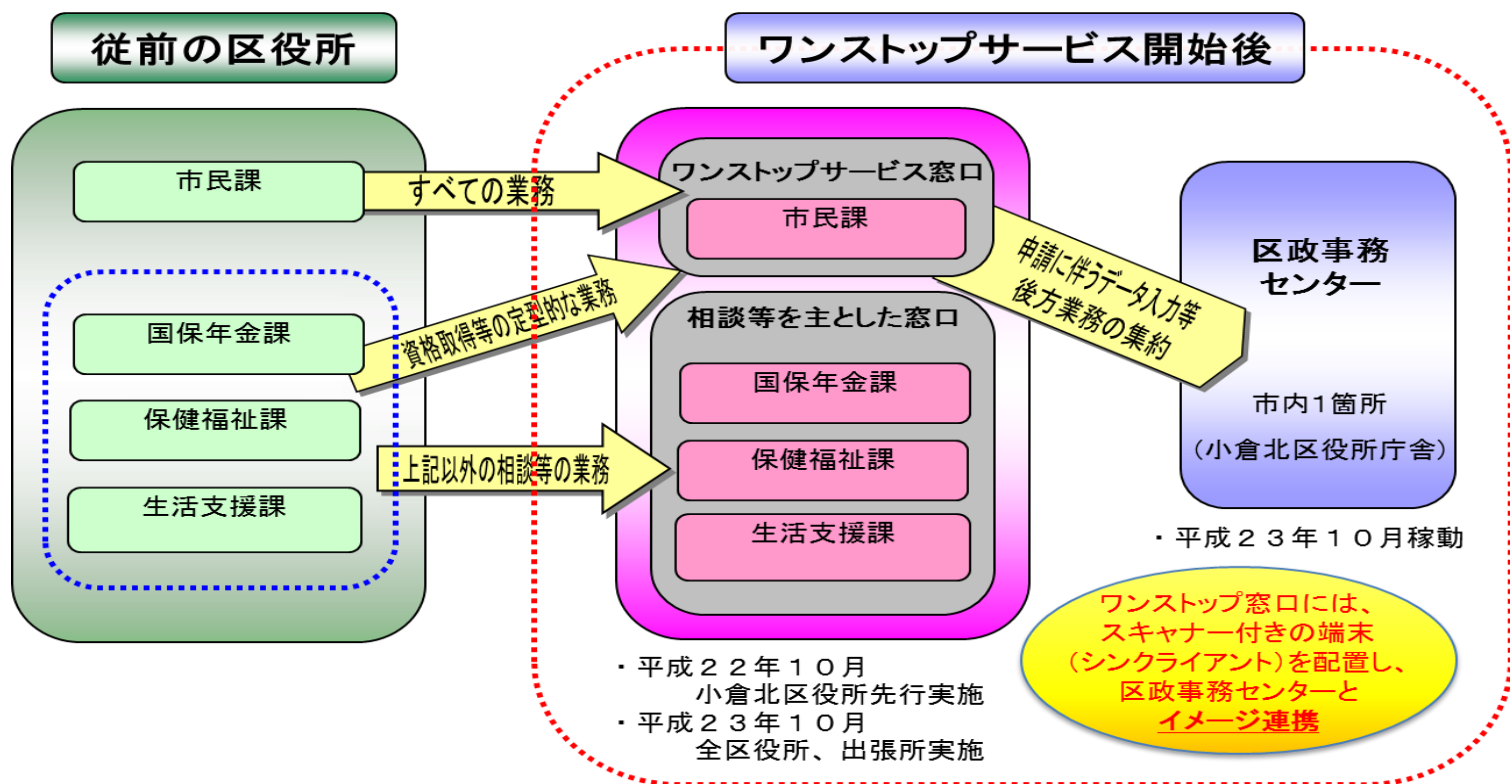 従前の区役所
ワンストップサービス開始後
市民課
国保年金課
保健福祉課
生活支援課
すべての業務
資格取得等の定型的な業務
上記以外の相談等の業務
ワンストップサービス窓口
市民課
相談等を主とした窓口
国保年金課
保健福祉課
生活支援課
申請に伴うデータ入力等
後方業務の集約
区政事務
センター
市内1箇所
(小倉北区役所庁舎)
・平成23年10月稼動
・平成22年10月
小倉北区役所先行実施
・平成23年10月
全区役所、出張所実施
ワンストップ窓口には、
スキャナー付きの端末
(シンクライアント)を配置し、
区政事務センターと
イメージ連携